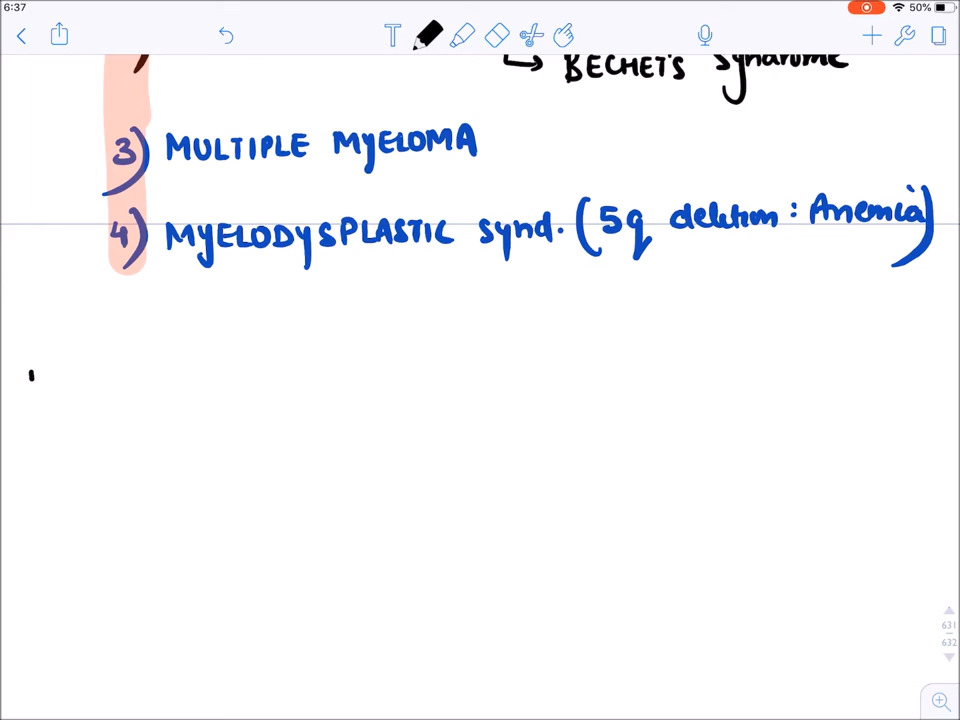 6:37
50%
T
↳ BECHET'S Syndrome
3) MULTIPLE MYELOMA
4) MYELODYSPLASTIC synd. (5q deletion : Anemia)
631
632